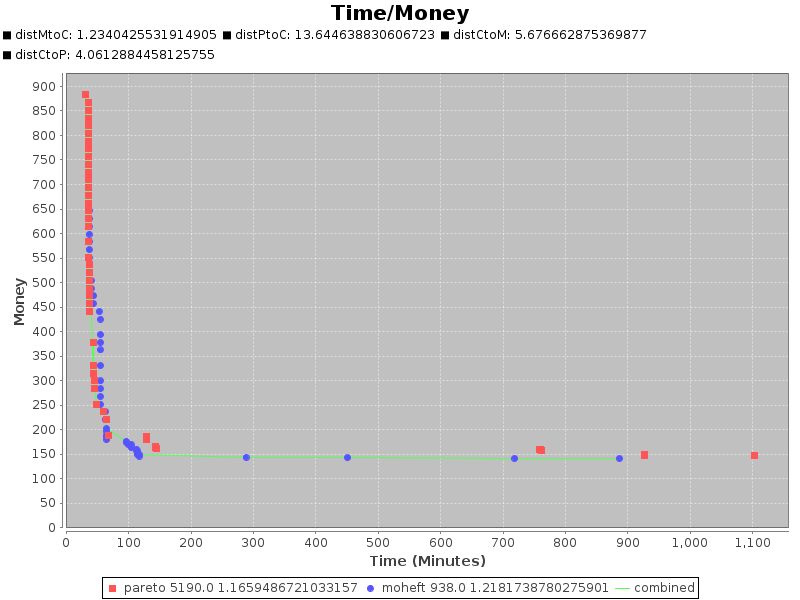 Time/Money
distMtoC: 1.2340425531914905 distPtoC: 13.644638830606723 distCtoM: 5.676662875369877
distCtoP: 4.0612884458125755
900
850
800
750
700
650
600
550
500
450
400
350
300
250
200
150
100
50
0
Money
0 100 200 300 400 500 600 700 800 900 1,000 1,100
Time (Minutes)
pareto 5190.0 1.1659486721033157 moheft 938.0 1.2181738780275901 combined